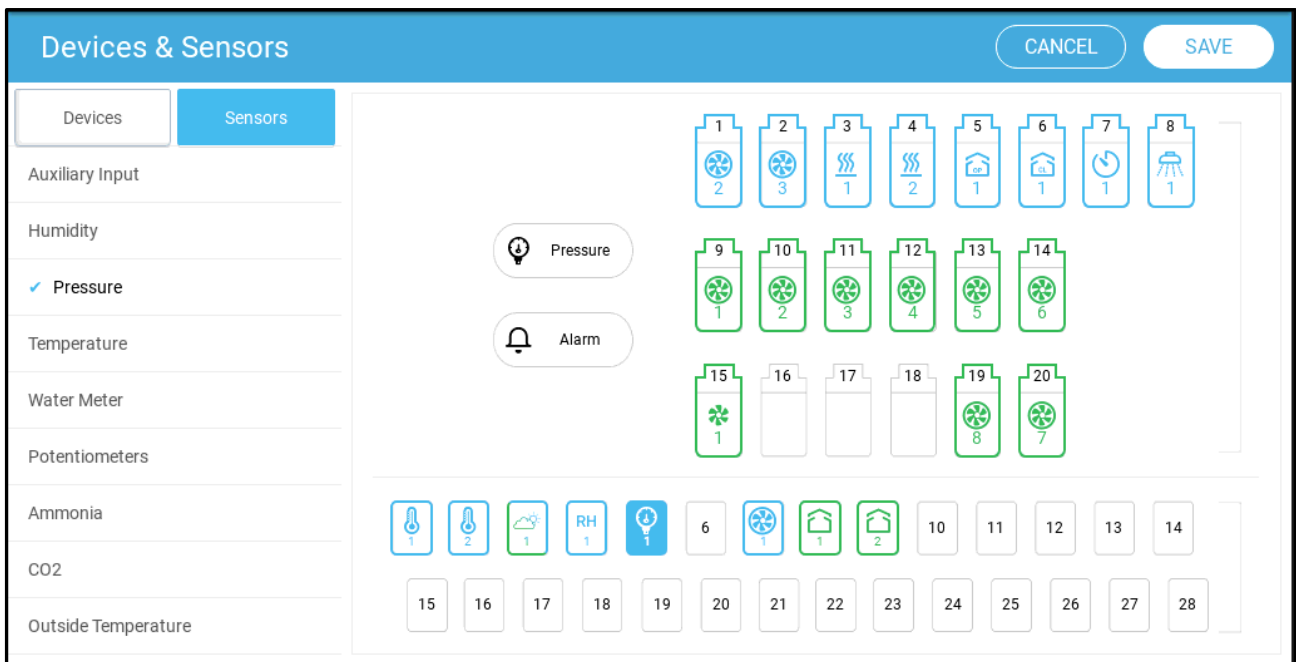 Devices & Sensors CANCEL SAVE
Devices Sensors
Auxiliary Input
Humidity
✔ Pressure
Temperature
Water Meter
Potentiometers
Ammonia
CO2
Outside Temperature
1 2 3 4 5 6 7 8
OP CL
2 3 1 2 1 1 1 1
Pressure
9 10 11 12 13 14
1 2 3 4 5 6
Alarm
15 16 17 18 19 20
1 8 7
RH 6 10 11 12 13 14
1 2 1 1 1 1 1 2
15 16 17 18 19 20 21 22 23 24 25 26 27 28